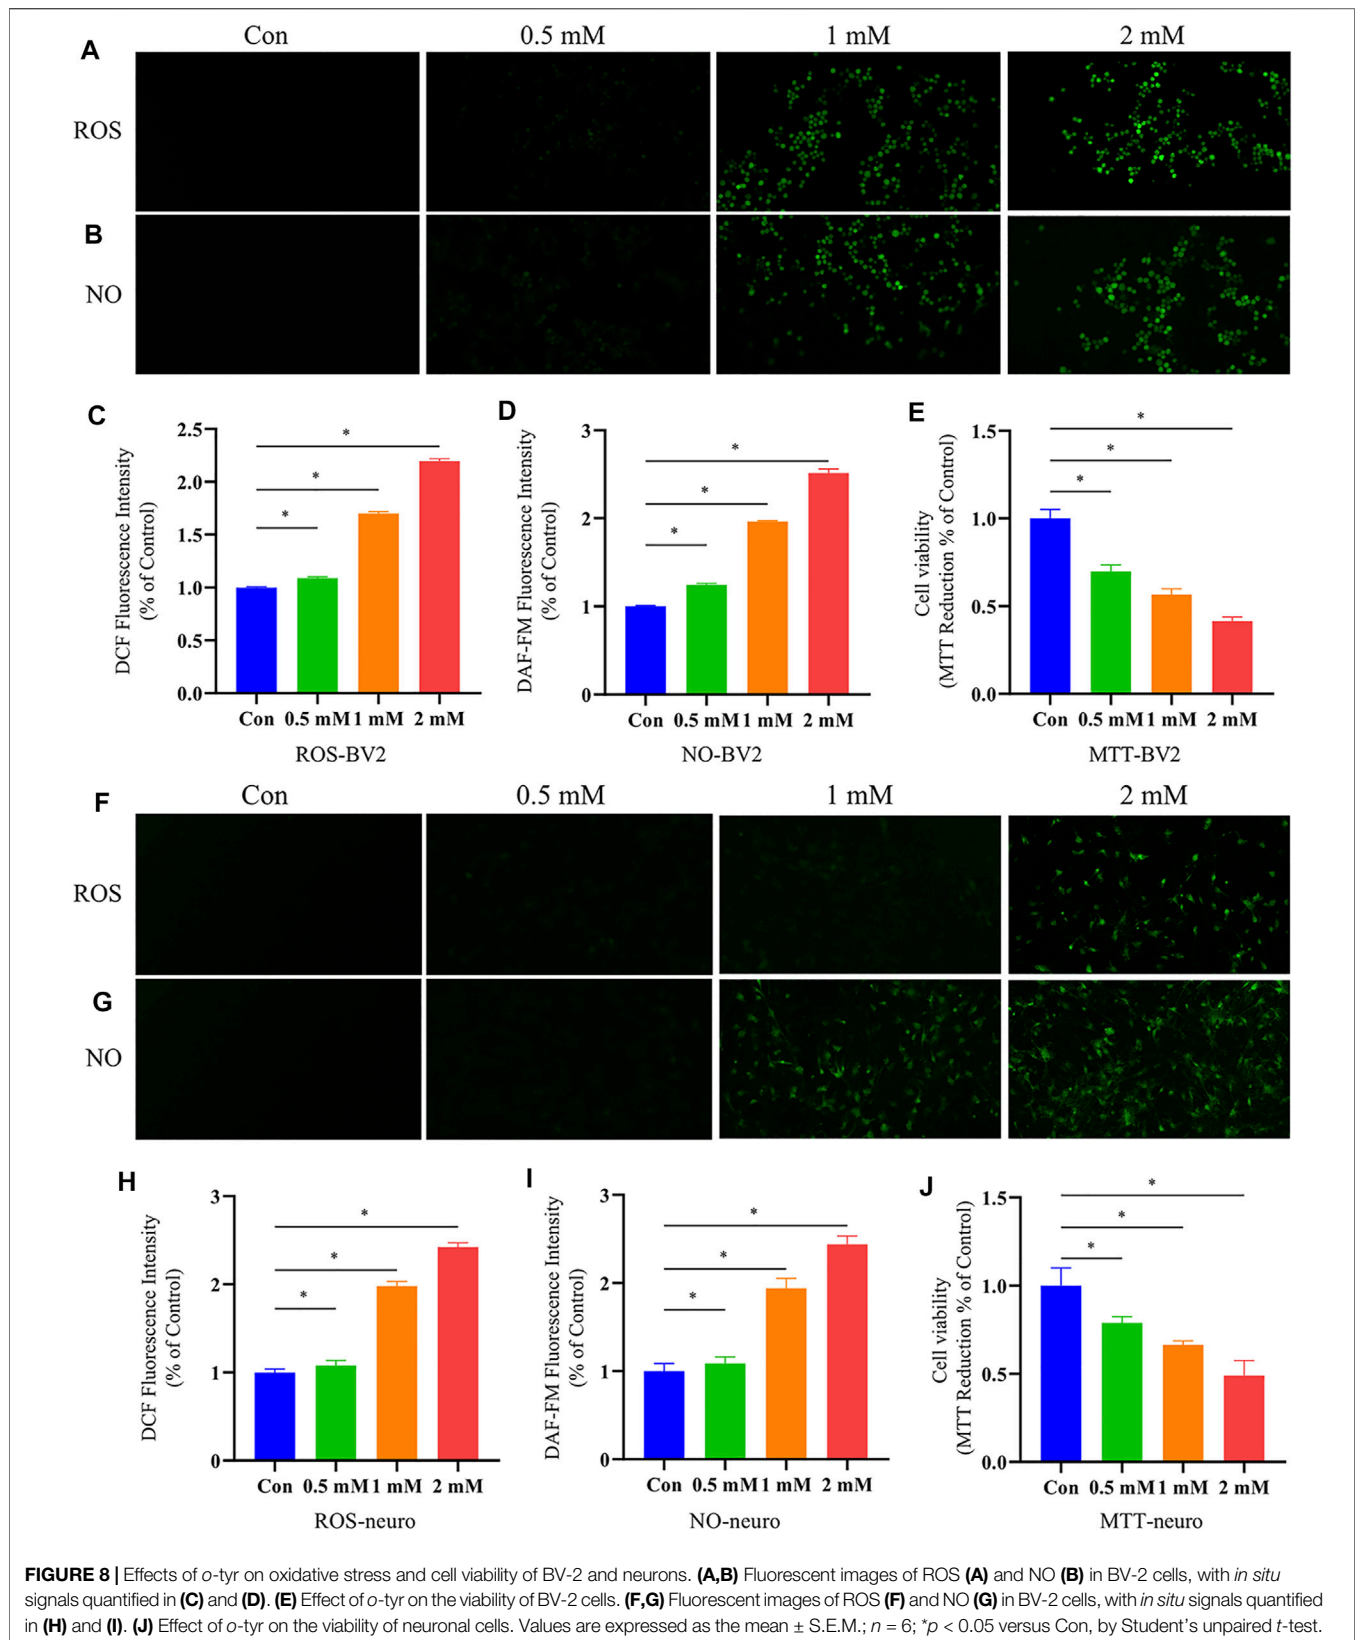 A
Con
0.5 mM
1 mM
2 mM
ROS
B
NO
C
DCF Fluorescence Intensity
(% of Control)
2.5
2.0
1.5
1.0
0.5
0.0
*
*
*
Con 0.5 mM 1 mM 2 mM
ROS-BV2
D
DAF-FM Fluorescence Intensity
(% of Control)
3
2
1
0
*
*
*
Con 0.5 mM 1 mM 2 mM
NO-BV2
E
Cell viability
(MTT Reduction % of Control)
1.5
1.0
0.5
0.0
*
*
*
Con 0.5 mM 1 mM 2 mM
MTT-BV2
F
Con
0.5 mM
1 mM
2 mM
ROS
G
NO
H
DCF Fluorescence Intensity
(% of Control)
3
2
1
0
*
*
*
Con 0.5 mM 1 mM 2 mM
ROS-neuro
I
DAF-FM Fluorescence Intensity
(% of Control)
3
2
1
0
*
*
*
Con 0.5 mM 1 mM 2 mM
NO-neuro
J
Cell viability
(MTT Reduction % of Control)
1.5
1.0
0.5
0.0
*
*
*
Con 0.5 mM 1 mM 2 mM
MTT-neuro
FIGURE 8 | Effects of o-tyr on oxidative stress and cell viability of BV-2 and neurons. (A,B) Fluorescent images of ROS (A) and NO (B) in BV-2 cells, with in situ
signals quantified in (C) and (D). (E) Effect of o-tyr on the viability of BV-2 cells. (F,G) Fluorescent images of ROS (F) and NO (G) in BV-2 cells, with in situ signals quantified
in (H) and (I). (J) Effect of o-tyr on the viability of neuronal cells. Values are expressed as the mean ± S.E.M.; n = 6; *p < 0.05 versus Con, by Student's unpaired t-test.